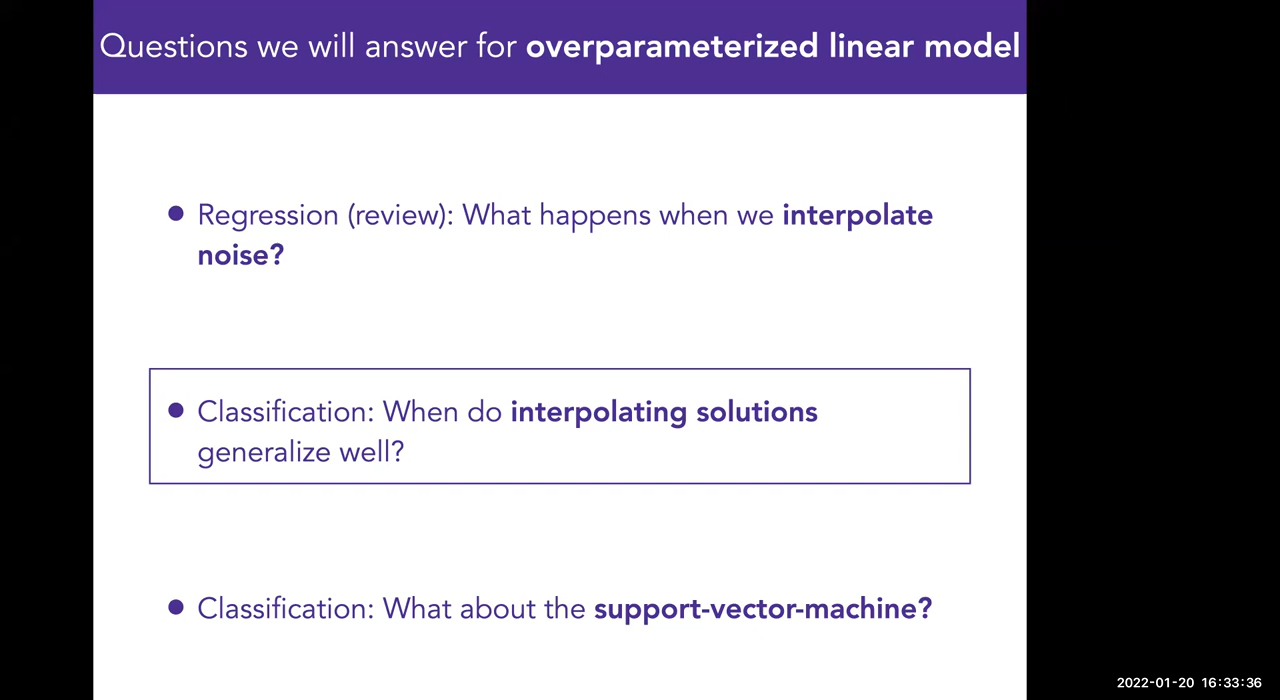 Questions we will answer for overparameterized linear model
● Regression (review): What happens when we interpolate
noise?
● Classification: When do interpolating solutions
generalize well?
● Classification: What about the support-vector-machine?
2022-01-20 16:33:36